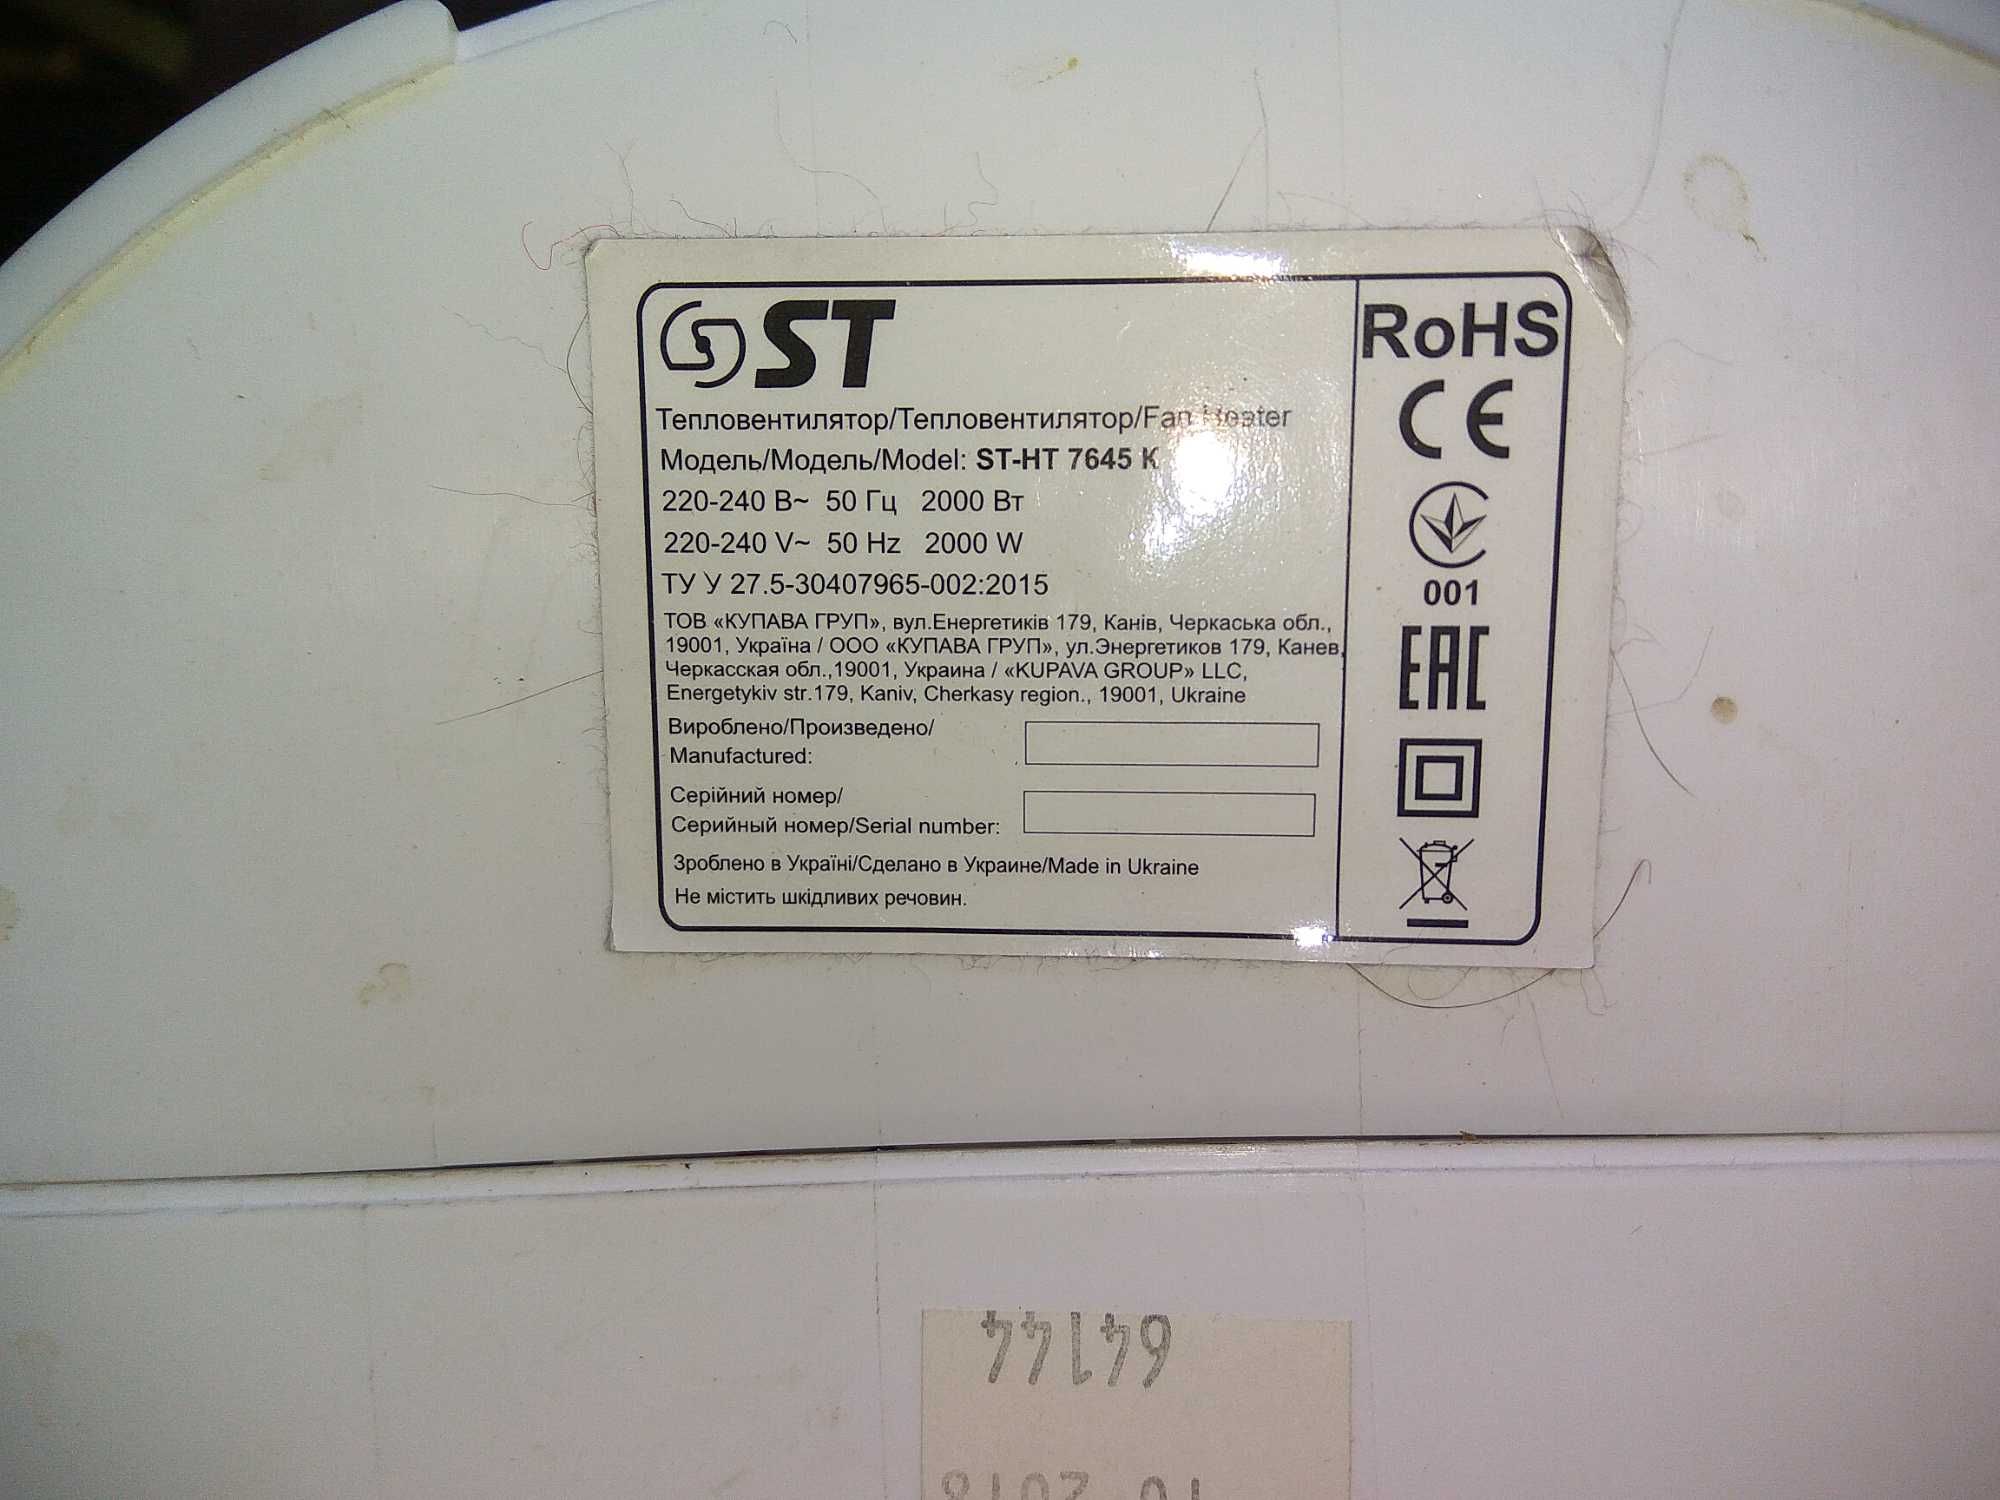 ST
RoHS
Тепловентилятор/Тепловентилятор/Fan Heater
Модель/Модель/Model: ST-HT 7645 К
220-240 В~ 50 Гц 2000 Вт
220-240 V~ 50 Hz 2000 W
ТУ У 27.5-30407965-002:2015
ТОВ «КУПАВА ГРУП», вул.Енергетиків 179, Канів, Черкаська обл.,
19001, Україна / ООО «КУПАВА ГРУП», ул.Энергетиков 179, Канев,
Черкасская обл.,19001, Украина / «KUPAVA GROUP» LLC,
Energetykiv str.179, Kaniv, Cherkasy region., 19001, Ukraine
Вироблено/Произведено/
Manufactured:
Серійний номер/
Серийный номер/Serial number:
Зроблено в Україні/Сделано в Украине/Made in Ukraine
Не містить шкідливих речовин.
CE
001
EAC
64144
10 2018